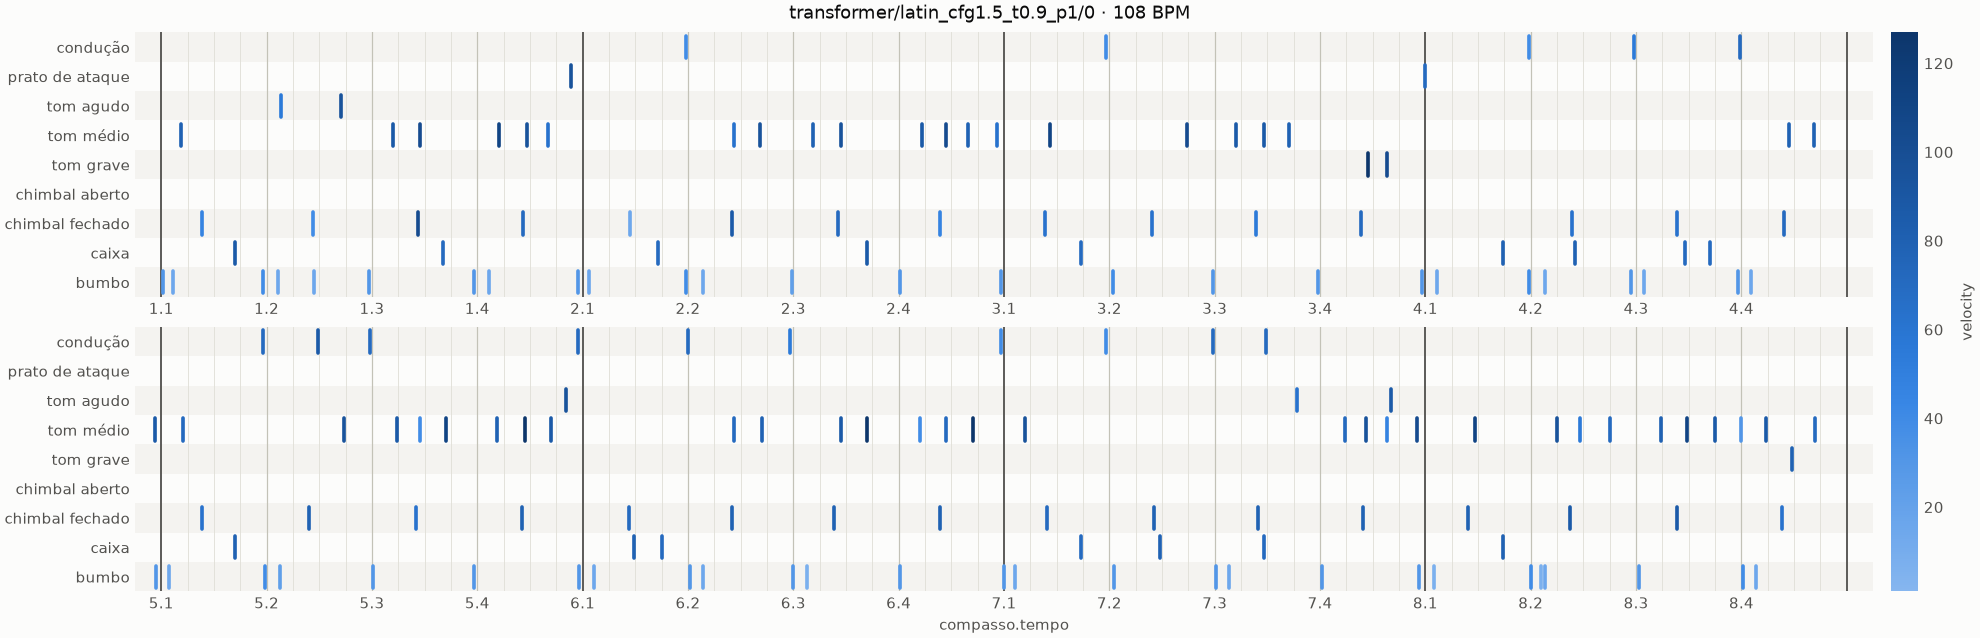 transformer/latin_cfg1.5_t0.9_p1/0 · 108 BPM
condução
prato de ataque
tom agudo
tom médio
tom grave
chimbal aberto
chimbal fechado
caixa
bumbo
1.1 1.2 1.3 1.4 2.1 2.2 2.3 2.4 3.1 3.2 3.3 3.4 4.1 4.2 4.3 4.4
condução
prato de ataque
tom agudo
tom médio
tom grave
chimbal aberto
chimbal fechado
caixa
bumbo
5.1 5.2 5.3 5.4 6.1 6.2 6.3 6.4 7.1 7.2 7.3 7.4 8.1 8.2 8.3 8.4
compasso.tempo
120
100
80
60
40
20
velocity